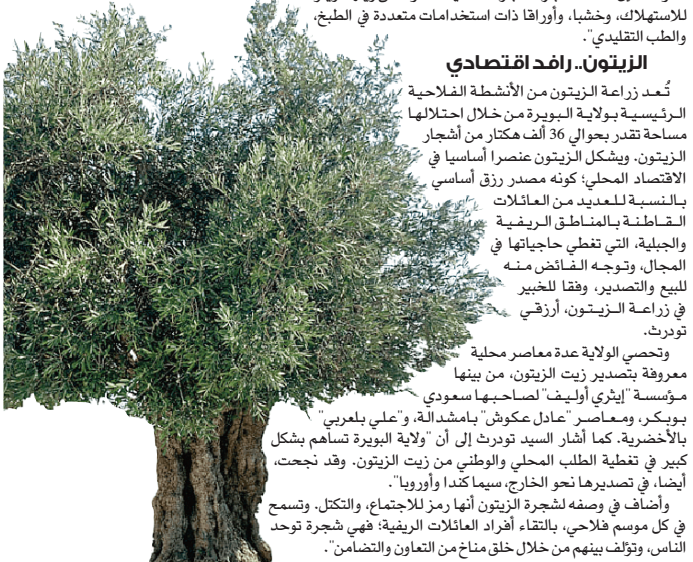 للاستهلاك، وخشبا، وأوراقا ذات استخدامات متعددة في الطبخ،
والطب التقليدي".
الزيتون.. رافد اقتصادي
تُعد زراعة الزيتون من الأنشطة الفلاحية
الرئيسية بولاية البويرة من خلال احتلالها
مساحة تقدر بحوالي 36 ألف هكتار من أشجار
الزيتون. ويشكل الزيتون عنصرا أساسيا في
الاقتصاد المحلي؛ كونه مصدر رزق أساسي
بالنسبة للعديد من العائلات
القاطنة بالمناطق الريفية
والجبلية، التي تغطي حاجياتها في
المجال، وتوجه الفائض منه
للبيع والتصدير، وفقا للخبير
في زراعة الزيتون، أرزقي
تودرث.
وتحصي الولاية عدة معاصر محلية
معروفة بتصدير زيت الزيتون، من بينها
مؤسسة "إيثري أوليف" لصاحبها سعودي
بوبكر، ومعاصر "عادل عكوش" بامشدالة، و"علي بلعربي"
بالأخضرية. كما أشار السيد تودرث إلى أن "ولاية البويرة تساهم بشكل
كبير في تغطية الطلب المحلي والوطني من زيت الزيتون. وقد نجحت،
أيضا، في تصديرها نحو الخارج، سيما كندا وأوروبا".
وأضاف في وصفه لشجرة الزيتون أنها رمز للاجتماع، والتكتل. وتسمح
في كل موسم فلاحي، بالتقاء أفراد العائلات الريفية؛ فهي شجرة توحد
الناس، وتؤلف بينهم من خلال خلق مناخ من التعاون والتضامن".